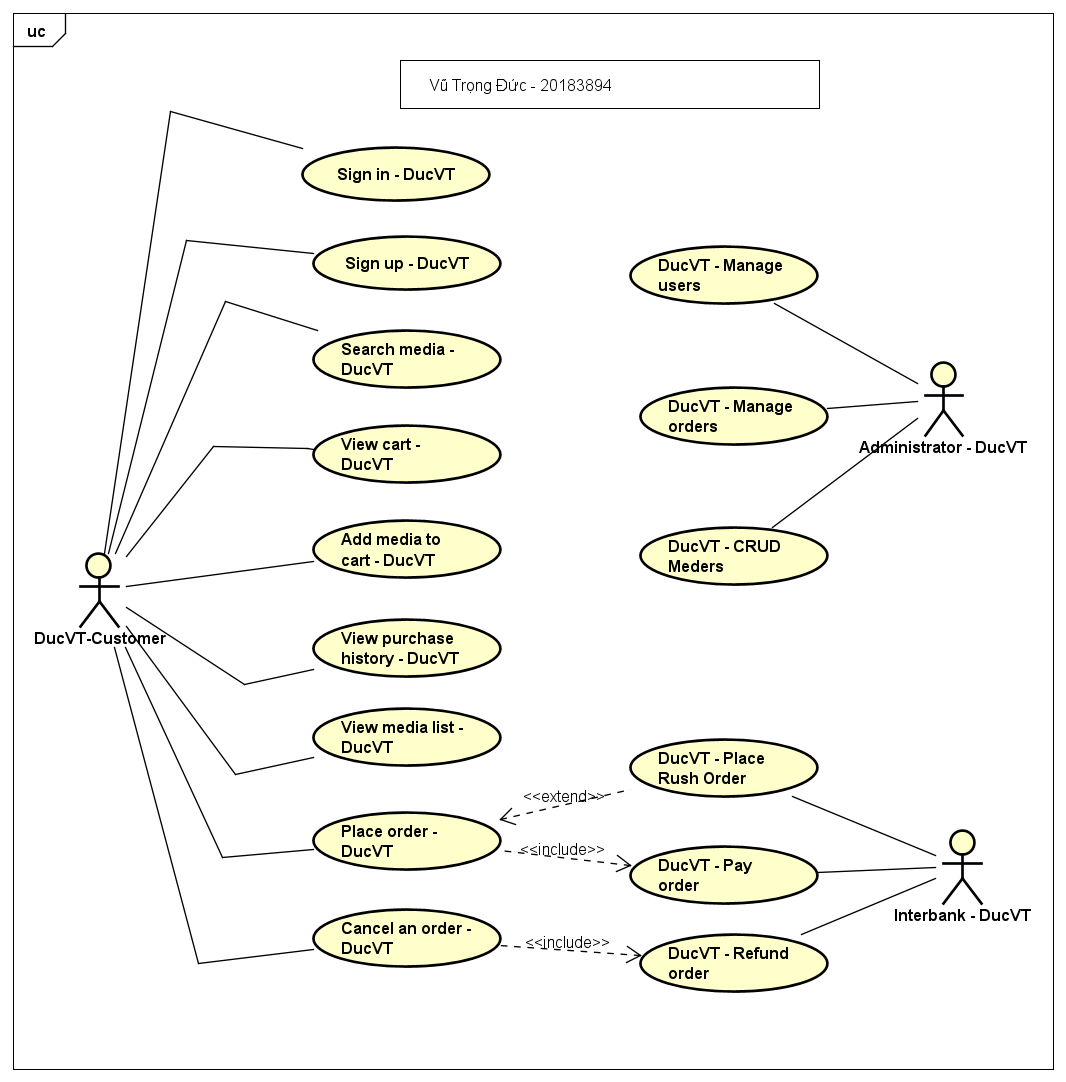 uc
Vũ Trọng Đức - 20183894
Sign in - DucVT
Sign up - DucVT
Search media -
DucVT
View cart -
DucVT
Add media to
cart - DucVT
View purchase
history - DucVT
View media list -
DucVT
Place order -
DucVT
Cancel an order -
DucVT
DucVT-Customer
DucVT - Manage
users
DucVT - Manage
orders
DucVT - CRUD
Meders
Administrator - DucVT
DucVT - Place
Rush Order
<<extend>>
<<include>>
DucVT - Pay
order
<<include>>
DucVT - Refund
order
Interbank - DucVT